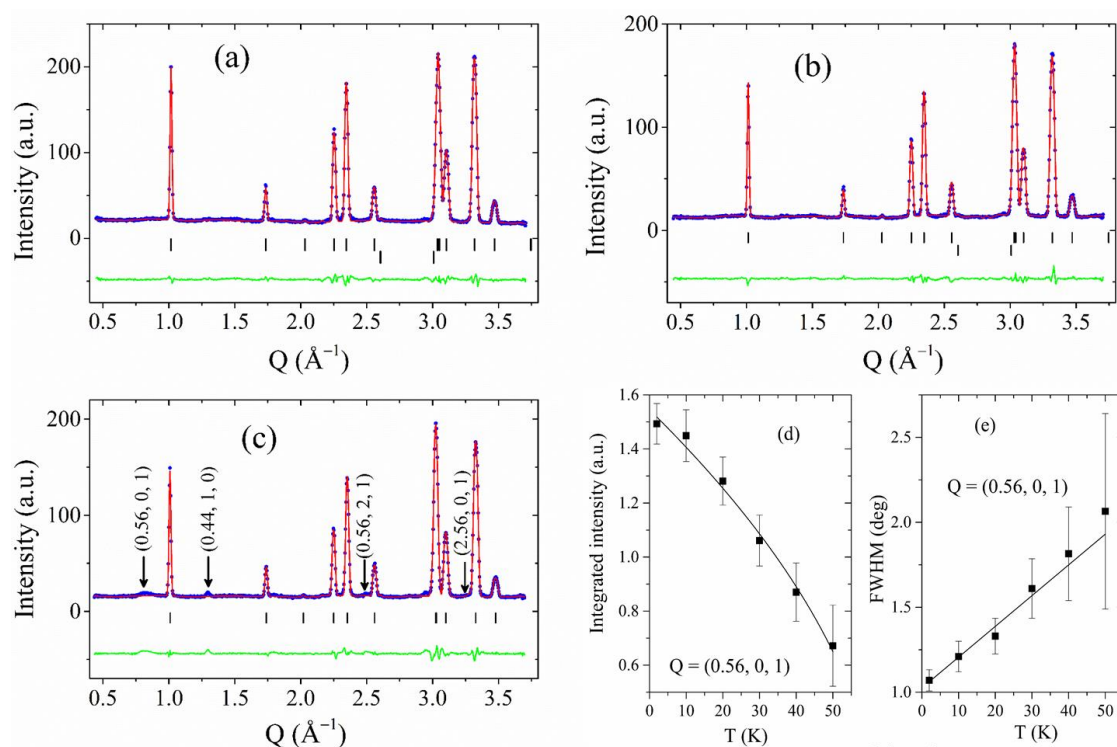 (a)
Intensity (a.u.)
200
100
0
0.5 1.0 1.5 2.0 2.5 3.0 3.5
Q (Å⁻¹)
(b)
Intensity (a.u.)
200
100
0
0.5 1.0 1.5 2.0 2.5 3.0 3.5
Q (Å⁻¹)
(c)
Intensity (a.u.)
200
100
0
(0.56, 0, 1)
(0.44, 1, 0)
(0.56, 2, 1)
(2.56, 0, 1)
0.5 1.0 1.5 2.0 2.5 3.0 3.5
Q (Å⁻¹)
(d)
Integrated intensity (a.u.)
1.6
1.4
1.2
1.0
0.8
0.6
Q = (0.56, 0, 1)
0 10 20 30 40 50
T (K)
(e)
FWHM (deg)
2.5
2.0
1.5
1.0
Q = (0.56, 0, 1)
0 10 20 30 40 50
T (K)